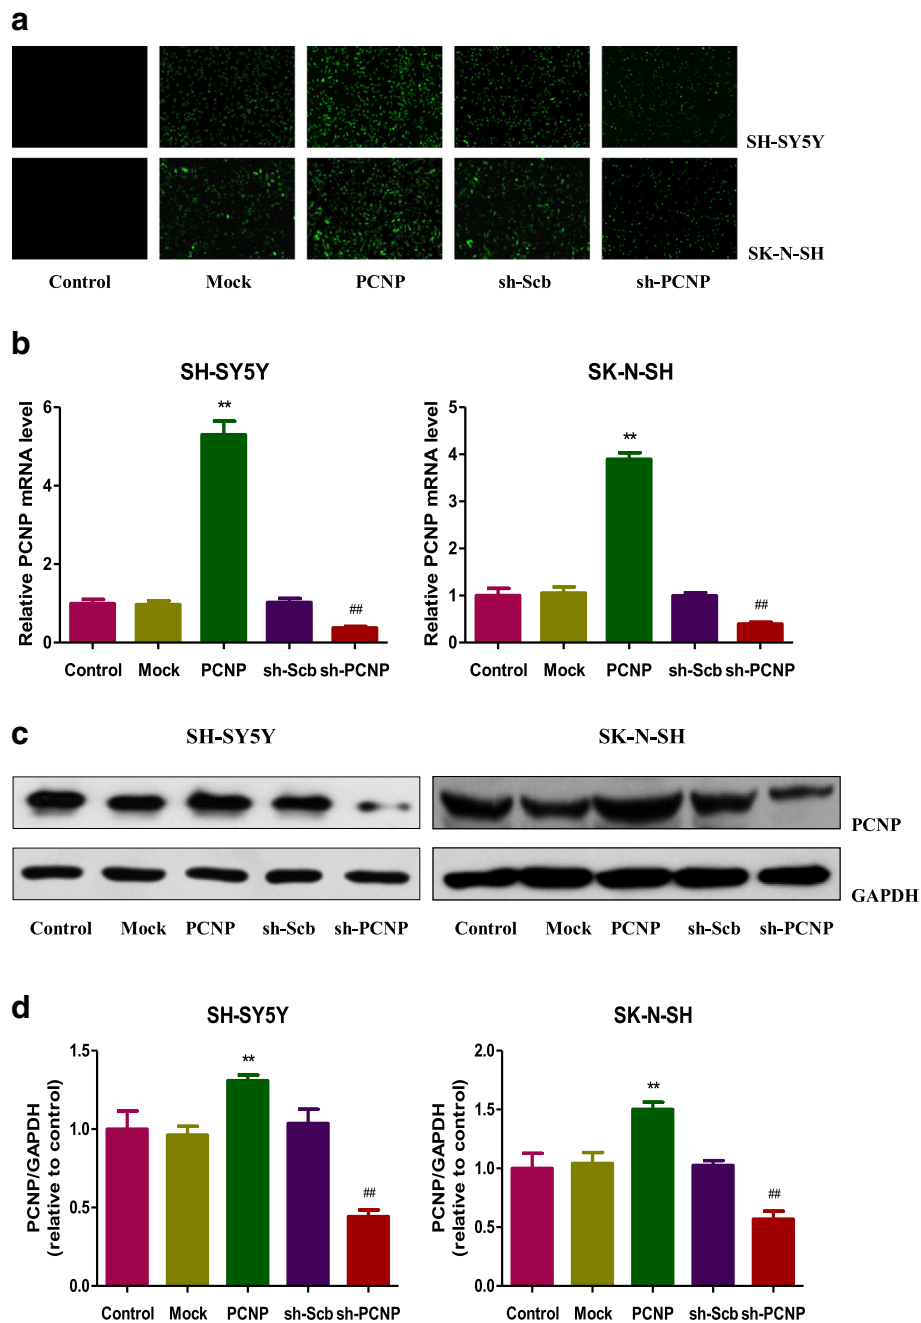 a
SH-SY5Y
SK-N-SH
Control Mock PCNP sh-Scb sh-PCNP
b
SH-SY5Y
Relative PCNP mRNA level
6
4
2
0
**
##
Control Mock PCNP sh-Scb sh-PCNP
SK-N-SH
Relative PCNP mRNA level
5
4
3
2
1
0
**
##
Control Mock PCNP sh-Scb sh-PCNP
c
SH-SY5Y SK-N-SH
PCNP
GAPDH
Control Mock PCNP sh-Scb sh-PCNP Control Mock PCNP sh-Scb sh-PCNP
d
SH-SY5Y
PCNP/GAPDH
(relative to control)
1.5
1.0
0.5
0.0
**
##
Control Mock PCNP sh-Scb sh-PCNP
SK-N-SH
PCNP/GAPDH
(relative to control)
2.0
1.5
1.0
0.5
0.0
**
##
Control Mock PCNP sh-Scb sh-PCNP